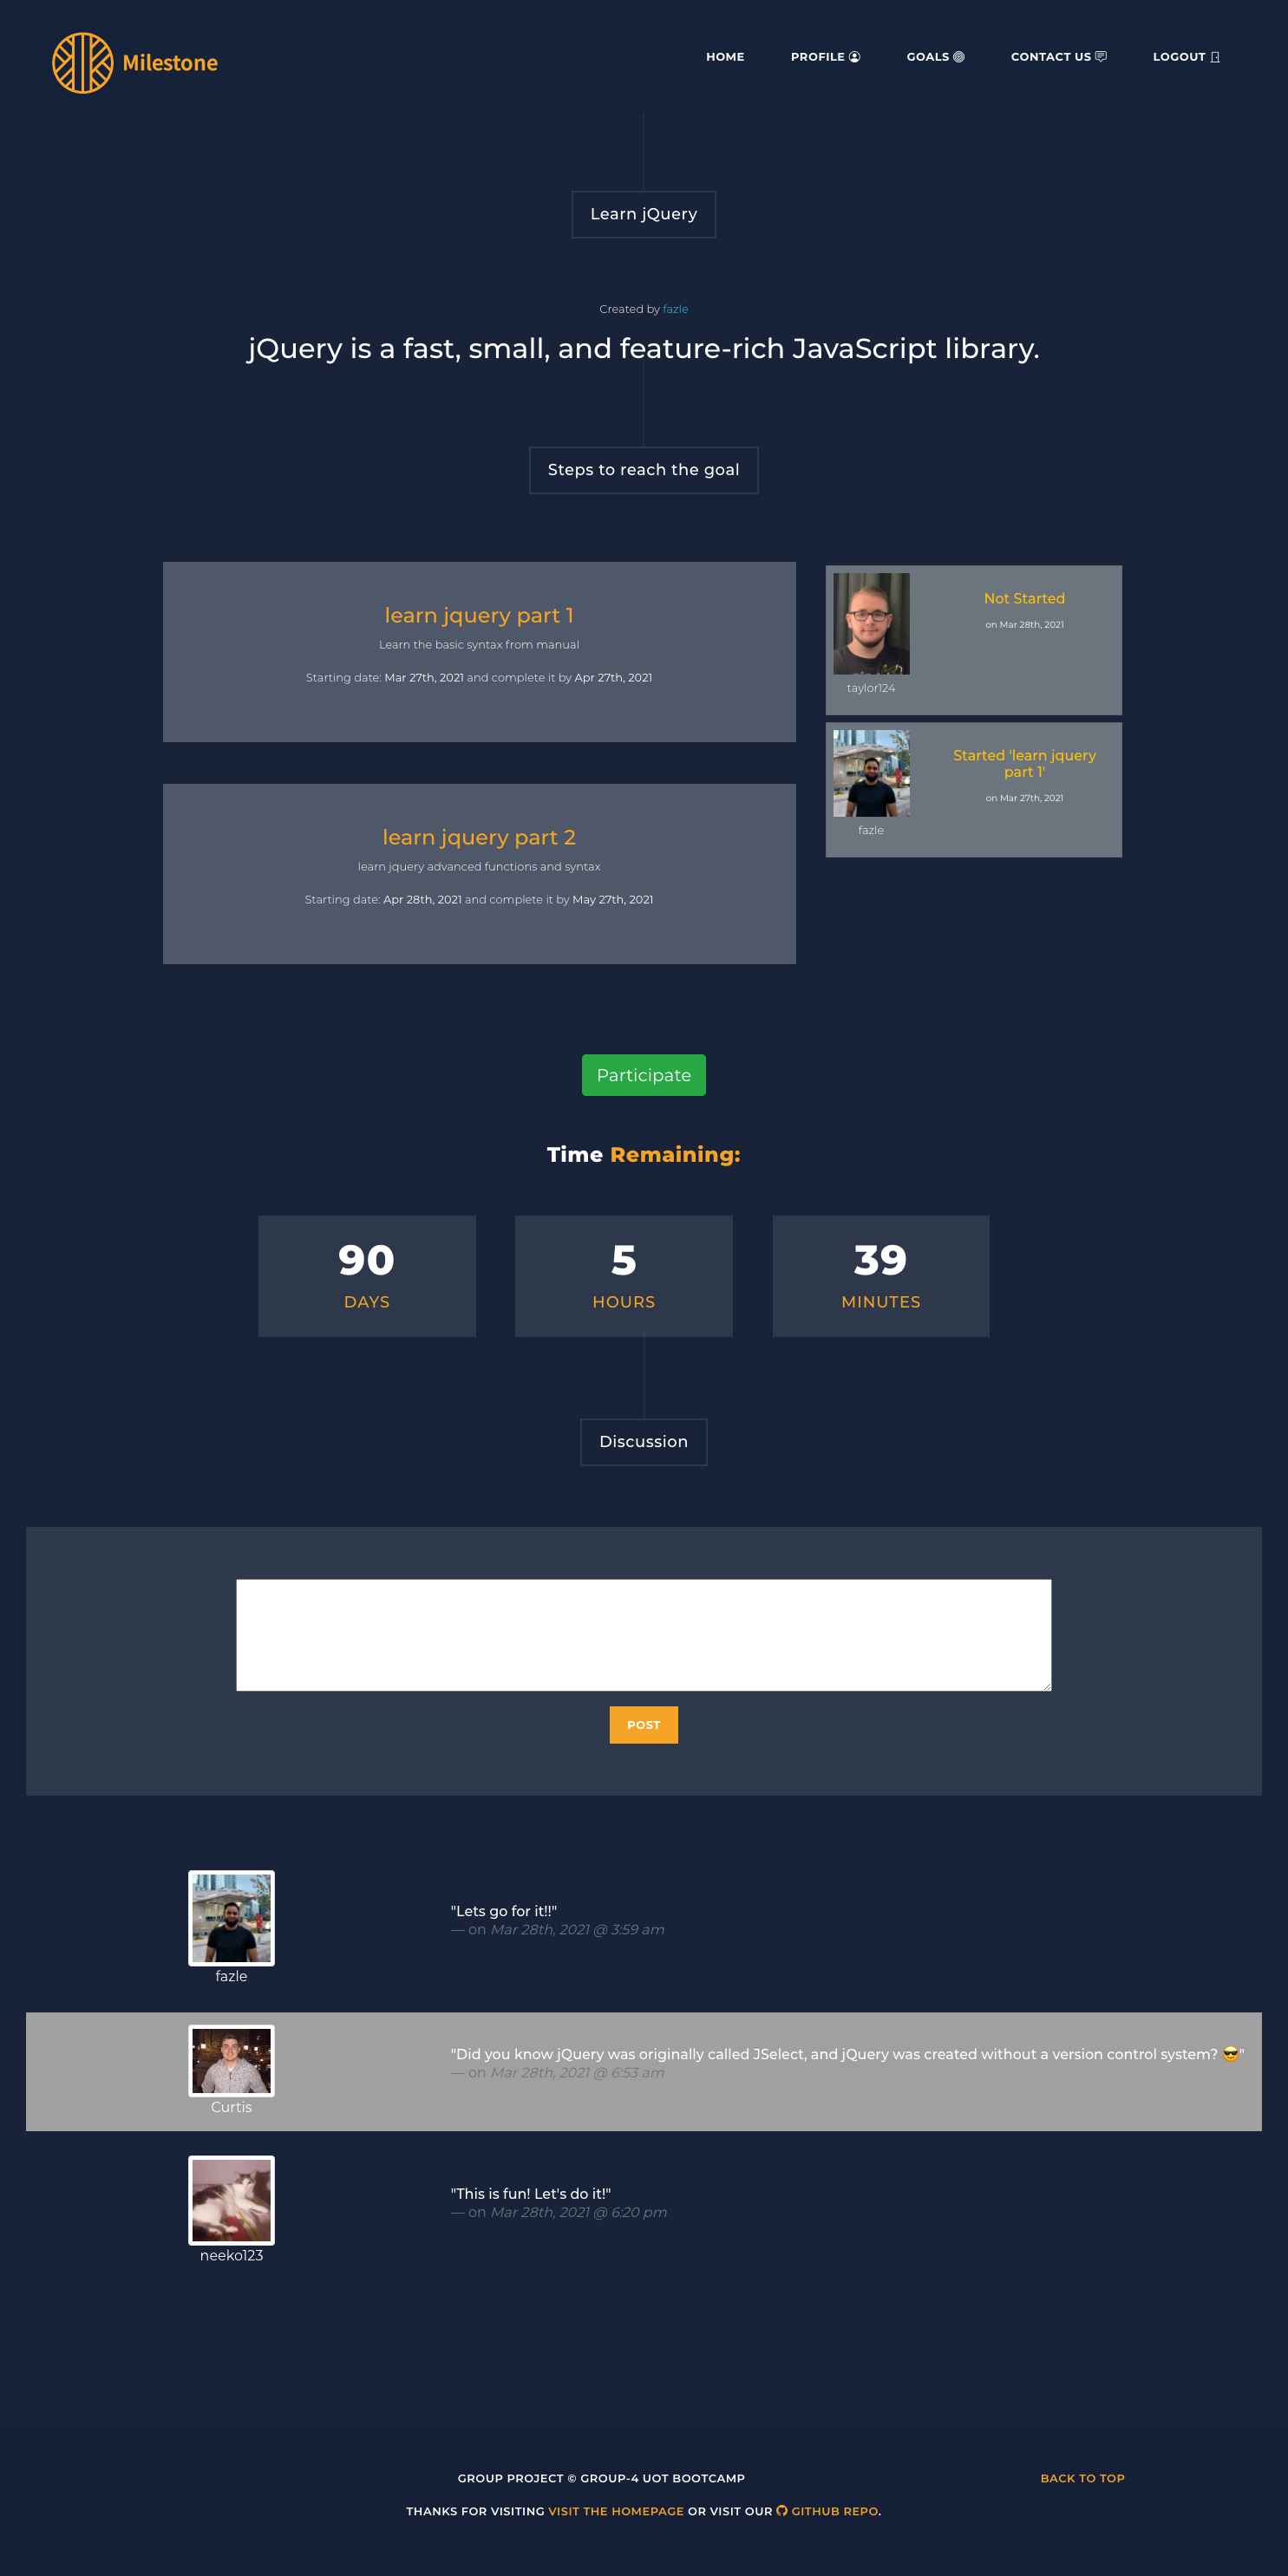 Milestone
HOME
PROFILE
GOALS
CONTACT US
LOGOUT
Learn jQuery
Created by fazle
jQuery is a fast, small, and feature-rich JavaScript library.
Steps to reach the goal
learn jquery part 1
Learn the basic syntax from manual
Starting date: Mar 27th, 2021 and complete it by Apr 27th, 2021
learn jquery part 2
learn jquery advanced functions and syntax
Starting date: Apr 28th, 2021 and complete it by May 27th, 2021
Not Started
on Mar 28th, 2021
taylor124
Started 'learn jquery
part 1'
on Mar 27th, 2021
fazle
Participate
Time Remaining:
90
DAYS
5
HOURS
39
MINUTES
Discussion
POST
"Lets go for it!!"
— on Mar 28th, 2021 @ 3:59 am
fazle
"Did you know jQuery was originally called JSelect, and jQuery was created without a version control system? 😎"
— on Mar 28th, 2021 @ 6:53 am
Curtis
"This is fun! Let's do it!"
— on Mar 28th, 2021 @ 6:20 pm
neeko123
GROUP PROJECT © GROUP-4 UOT BOOTCAMP
BACK TO TOP
THANKS FOR VISITING VISIT THE HOMEPAGE OR VISIT OUR GITHUB REPO.